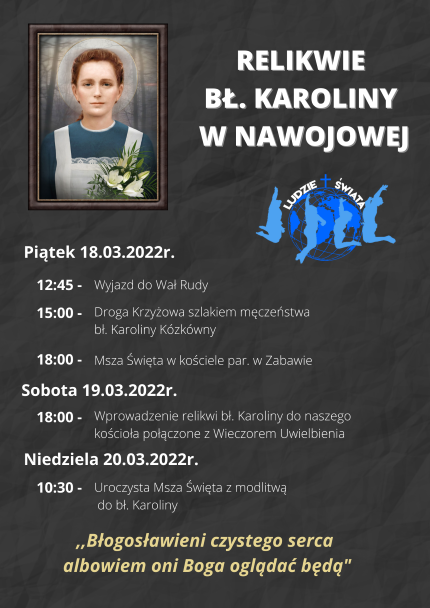 RELIKWIE
BŁ. KAROLINY
W NAWOJOWEJ
LUDZIE ŚWIATA
Piątek 18.03.2022r.
12:45 - Wyjazd do Wał Rudy
15:00 - Droga Krzyżowa szlakiem męczeństwa
bł. Karoliny Kózkówny
18:00 - Msza Święta w kościele par. w Zabawie
Sobota 19.03.2022r.
18:00 - Wprowadzenie relikwi bł. Karoliny do naszego
kościoła połączone z Wieczorem Uwielbienia
Niedziela 20.03.2022r.
10:30 - Uroczysta Msza Święta z modlitwą
do bł. Karoliny
,,Błogosławieni czystego serca
albowiem oni Boga oglądać będą"